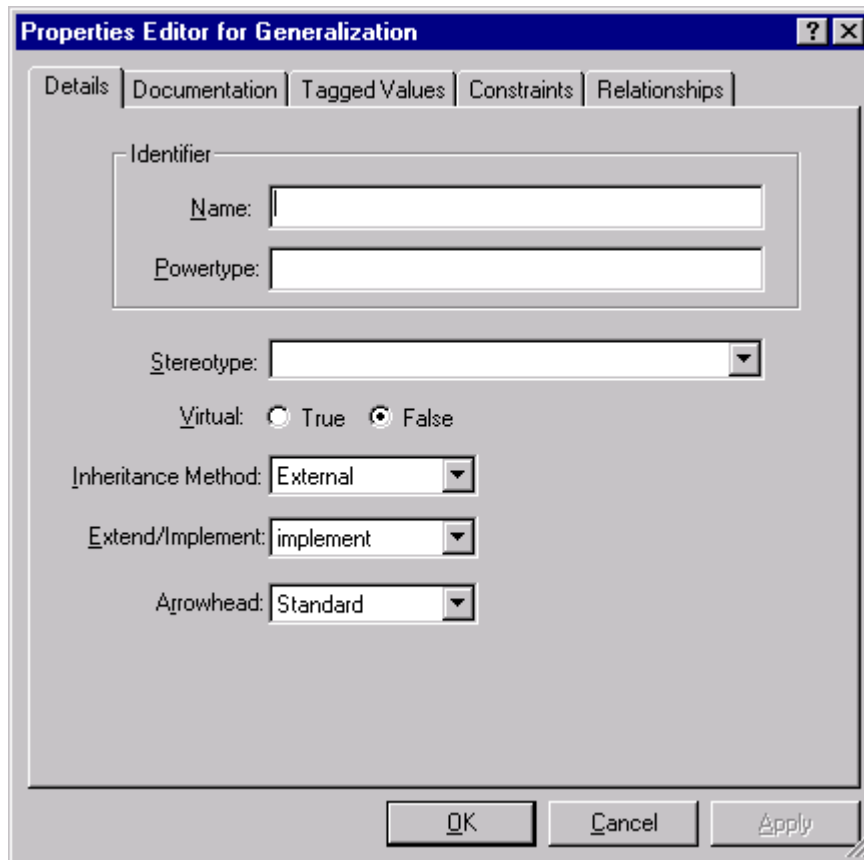 Properties Editor for Generalization
Details Documentation Tagged Values Constraints Relationships
Identifier
Name:
Powertype:
Stereotype:
Virtual: True False
Inheritance Method: External
Extend/Implement: implement
Arrowhead: Standard
OK Cancel Apply